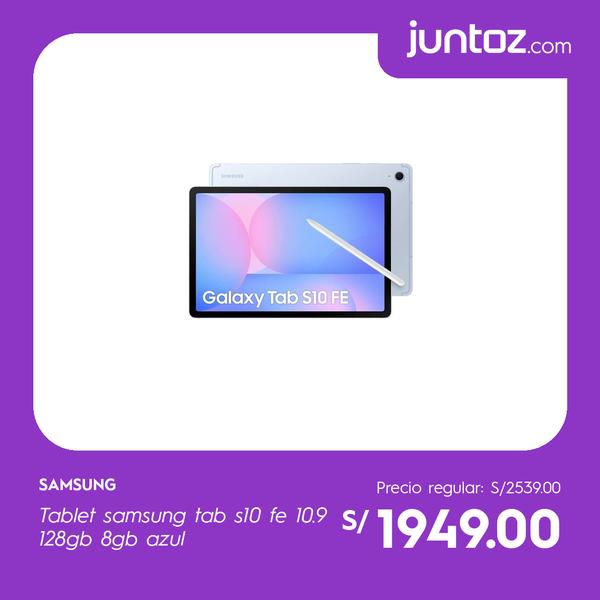 juntoz.com
SAMSUNG
Galaxy Tab S10 FE
SAMSUNG
Precio regular: S/2539.00
Tablet samsung tab s10 fe 10.9
128gb 8gb azul
S/ 1949.00